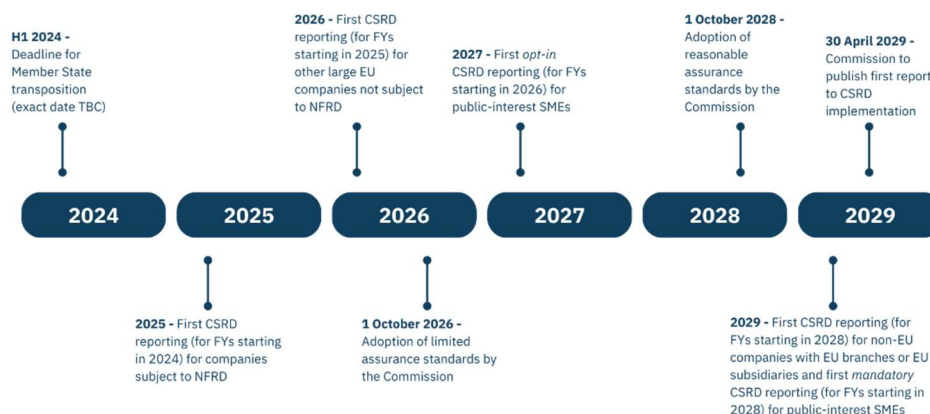 H1 2024 -
Deadline for
Member State
transposition
(exact date TBC)
2026 - First CSRD
reporting (for FYs
starting in 2025) for
other large EU
companies not subject
to NFRD
2027 - First opt-in
CSRD reporting (for FYs
starting in 2026) for
public-interest SMEs
1 October 2028 -
Adoption of
reasonable
assurance
standards by the
Commission
30 April 2029 -
Commission to
publish first report
to CSRD
implementation
2024
2025
2026
2027
2028
2029
2025 - First CSRD
reporting (for FYs starting
in 2024) for companies
subject to NFRD
1 October 2026 -
Adoption of limited
assurance standards by
the Commission
2029 - First CSRD reporting (for
FYs starting in 2028) for non-EU
companies with EU branches or EU
subsidiaries and first mandatory
CSRD reporting (for FYs starting in
2028) for public-interest SMEs